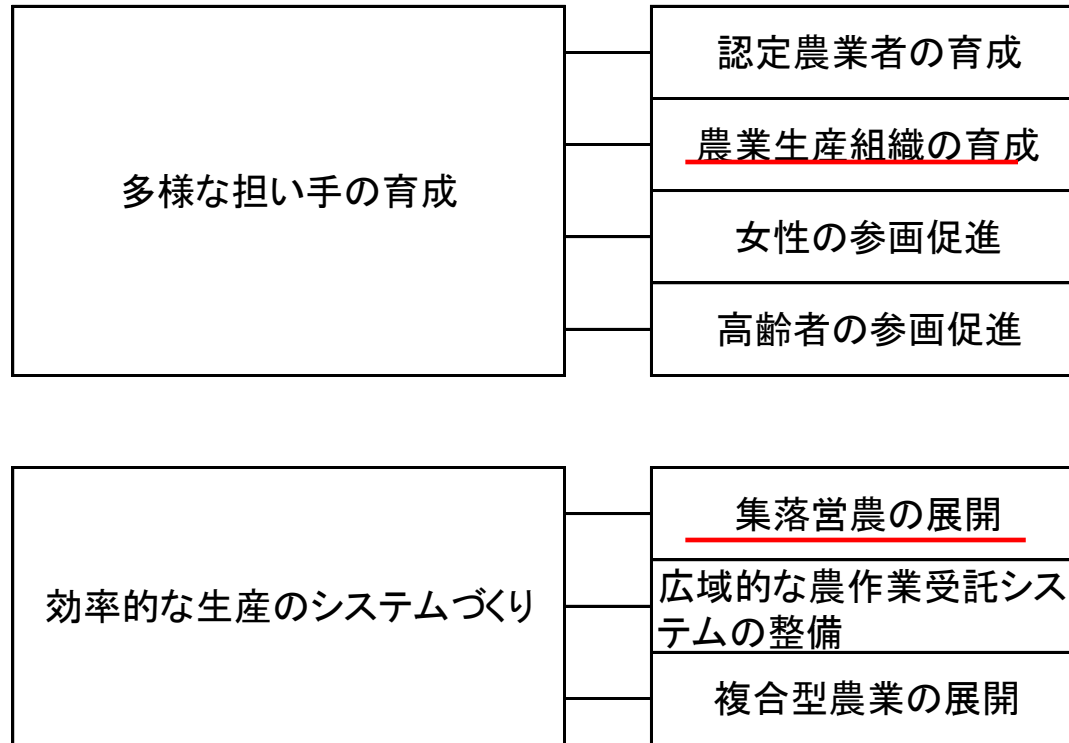 多様な担い手の育成
認定農業者の育成
農業生産組織の育成
女性の参画促進
高齢者の参画促進
効率的な生産のシステムづくり
集落営農の展開
広域的な農作業受託シス
テムの整備
複合型農業の展開